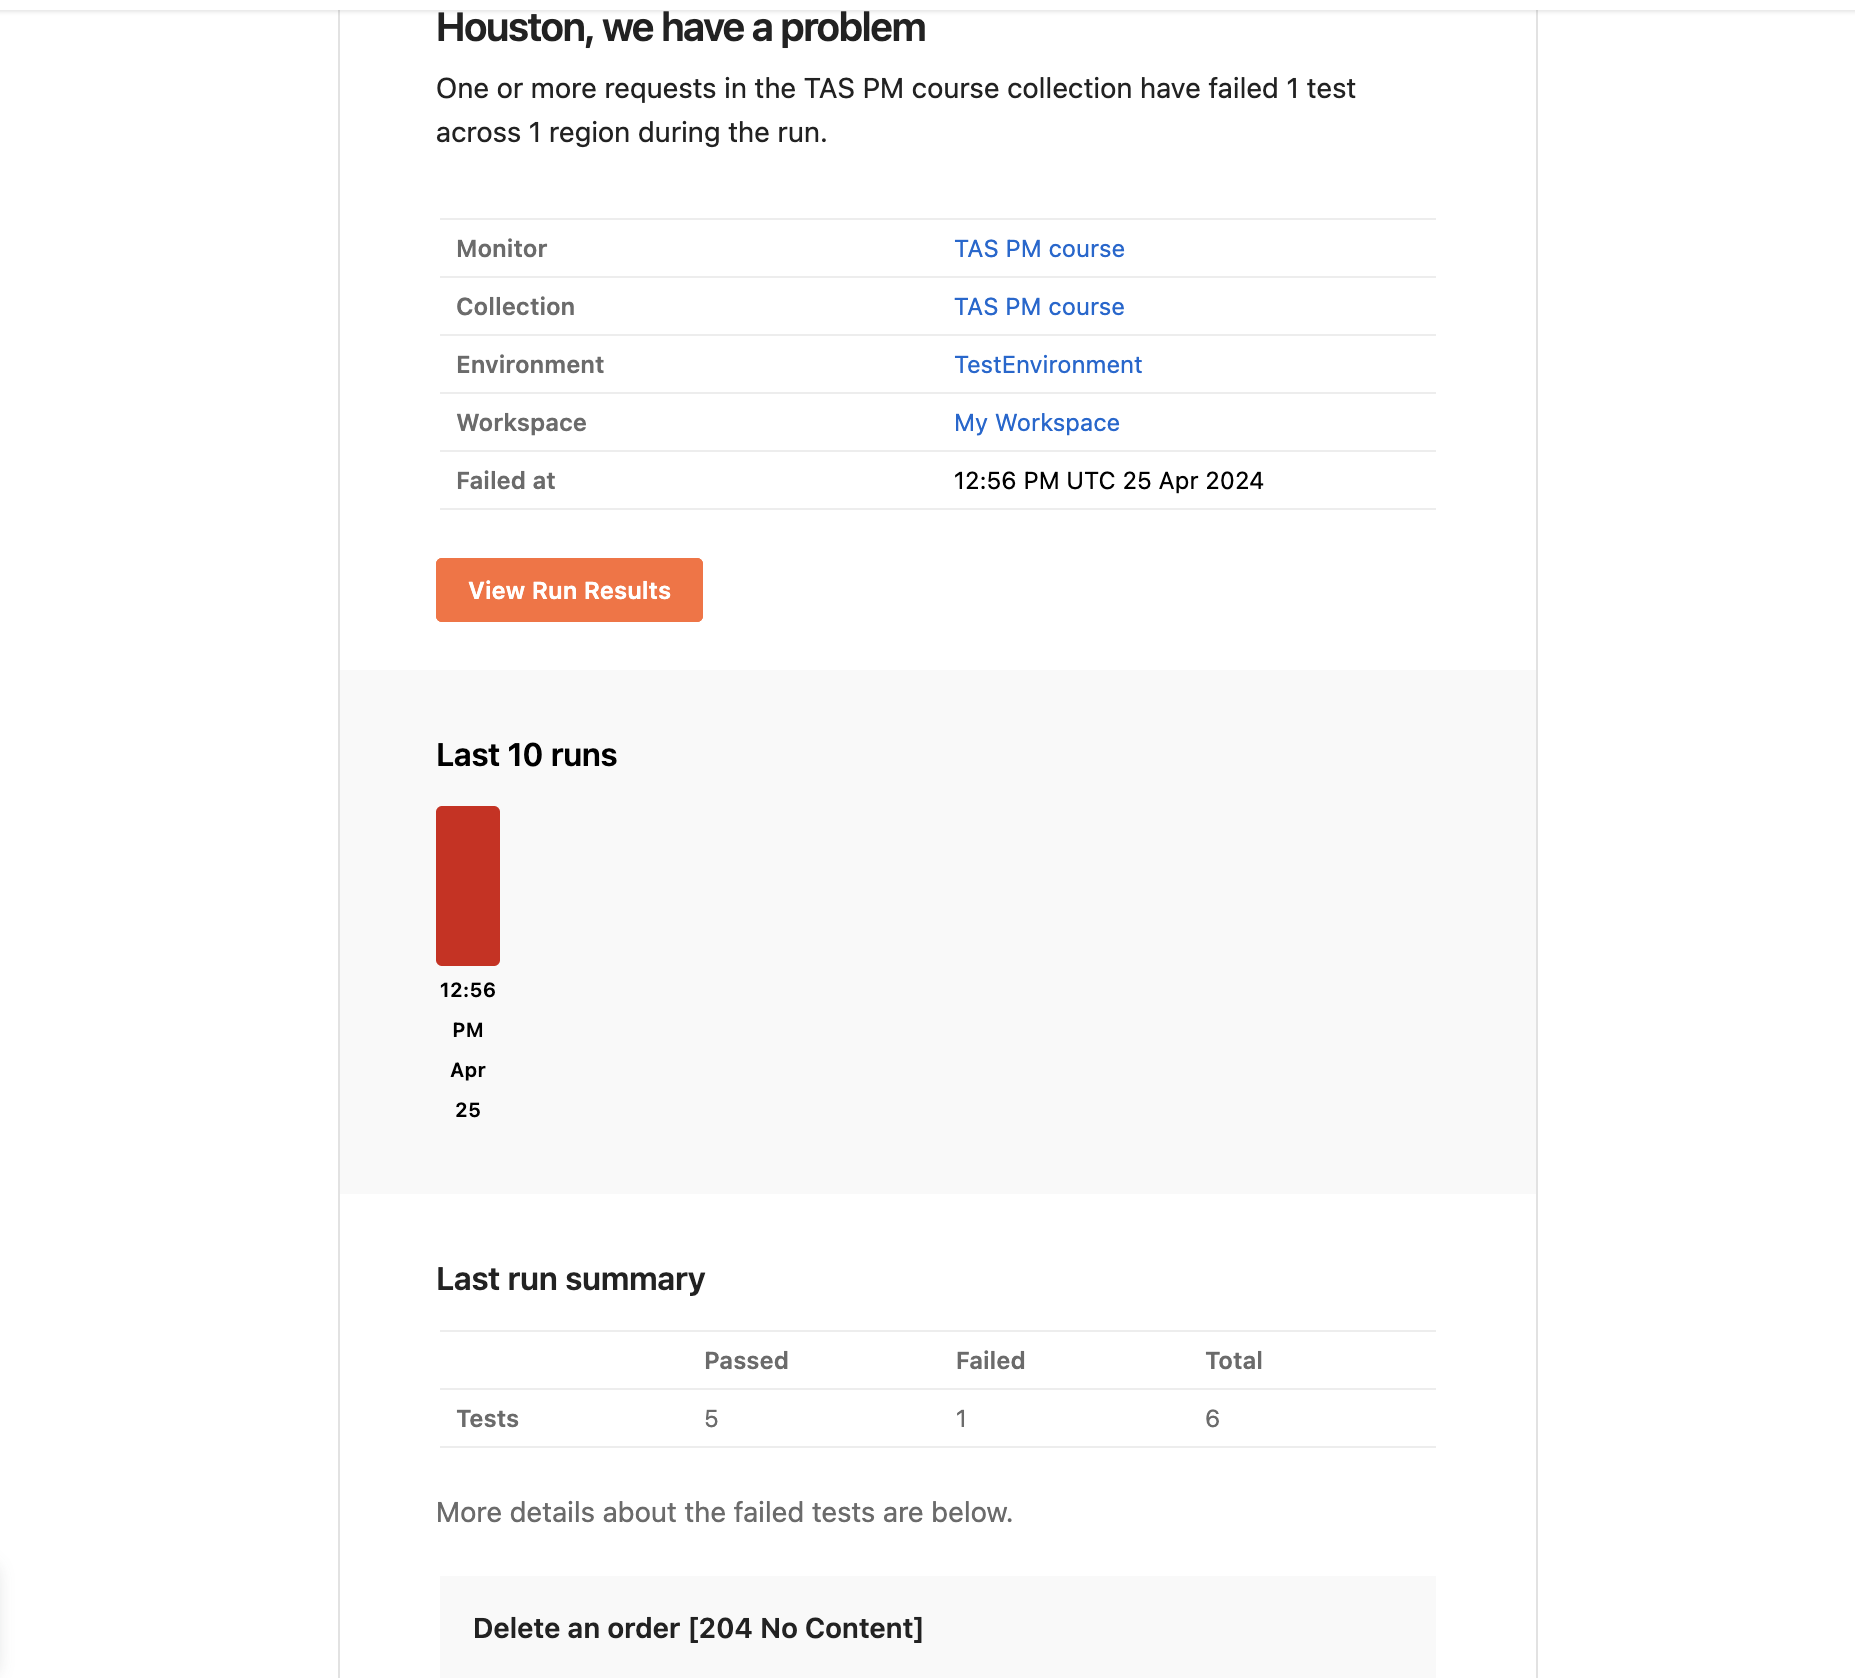 Houston, we have a problem
One or more requests in the TAS PM course collection have failed 1 test
across 1 region during the run.
Monitor TAS PM course
Collection TAS PM course
Environment TestEnvironment
Workspace My Workspace
Failed at 12:56 PM UTC 25 Apr 2024
View Run Results
Last 10 runs
12:56
PM
Apr
25
Last run summary
Passed Failed Total
Tests 5 1 6
More details about the failed tests are below.
Delete an order [204 No Content]